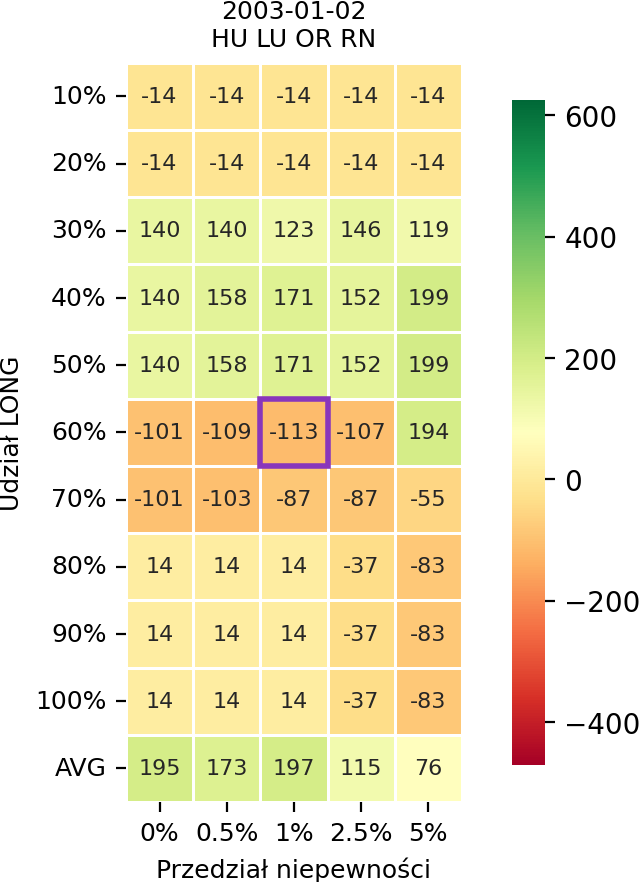 2003-01-02
HU LU OR RN
Udział LONG
10% -14 -14 -14 -14 -14
20% -14 -14 -14 -14 -14
30% 140 140 123 146 119
40% 140 158 171 152 199
50% 140 158 171 152 199
60% -101 -109 -113 -107 194
70% -101 -103 -87 -87 -55
80% 14 14 14 -37 -83
90% 14 14 14 -37 -83
100% 14 14 14 -37 -83
AVG 195 173 197 115 76
0% 0.5% 1% 2.5% 5%
Przedział niepewności
600
400
200
0
−200
−400